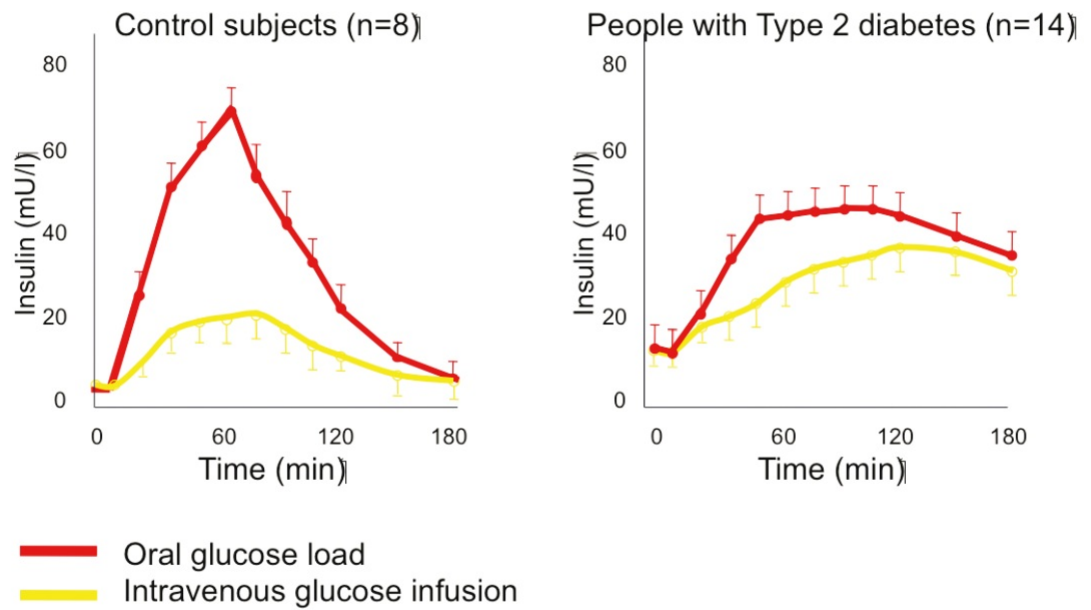 Control subjects (n=8)
80
60
40
20
0
Insulin (mU/l)
0 60 120 180
Time (min)
People with Type 2 diabetes (n=14)
80
60
40
20
0
Insulin (mU/l)
0 60 120 180
Time (min)
Oral glucose load
Intravenous glucose infusion